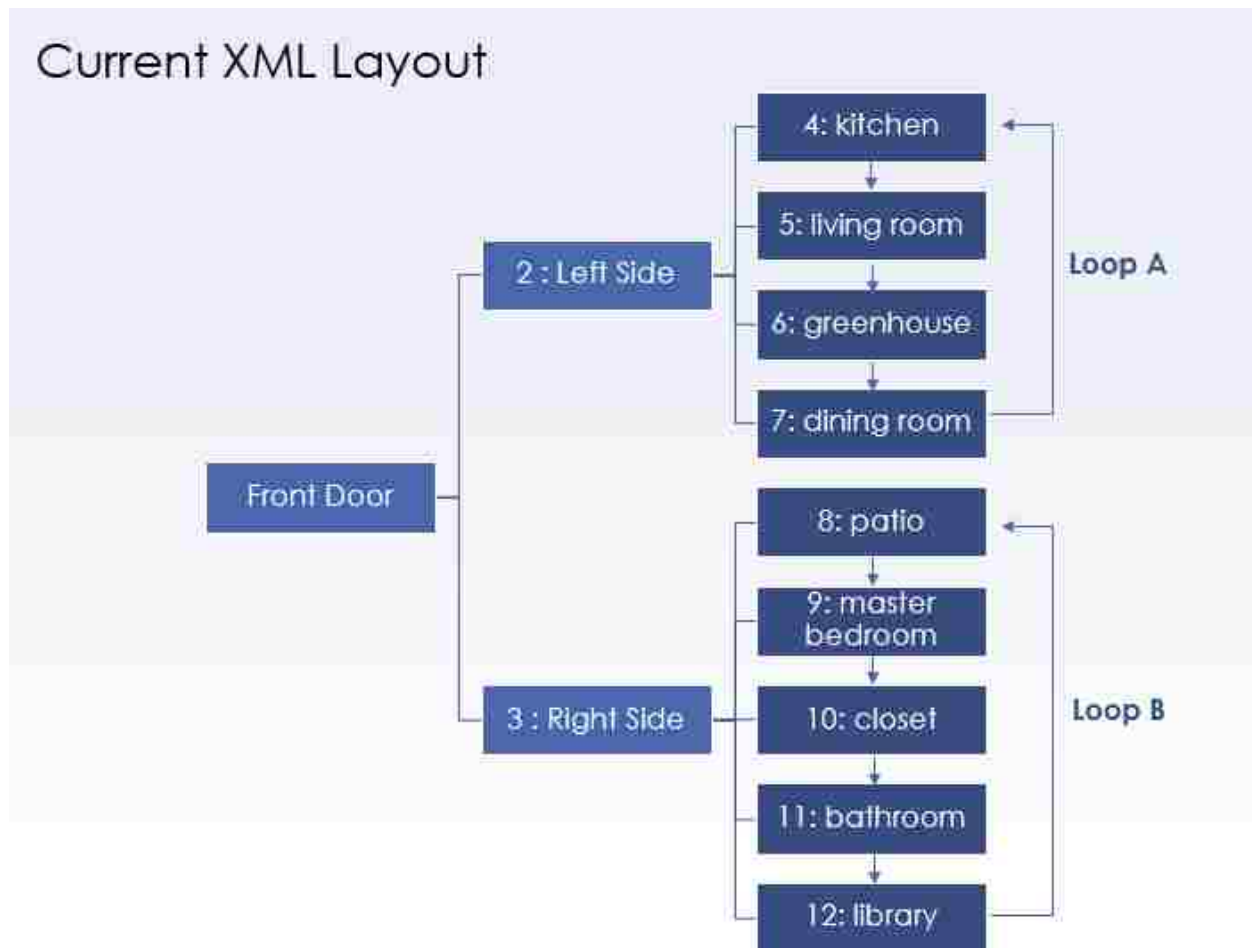 Current XML Layout
4: kitchen
5: living room
Loop A
2 : Left Side
6: greenhouse
7: dining room
Front Door
8: patio
9: master
bedroom
3 : Right Side
10: closet
Loop B
11: bathroom
12: library